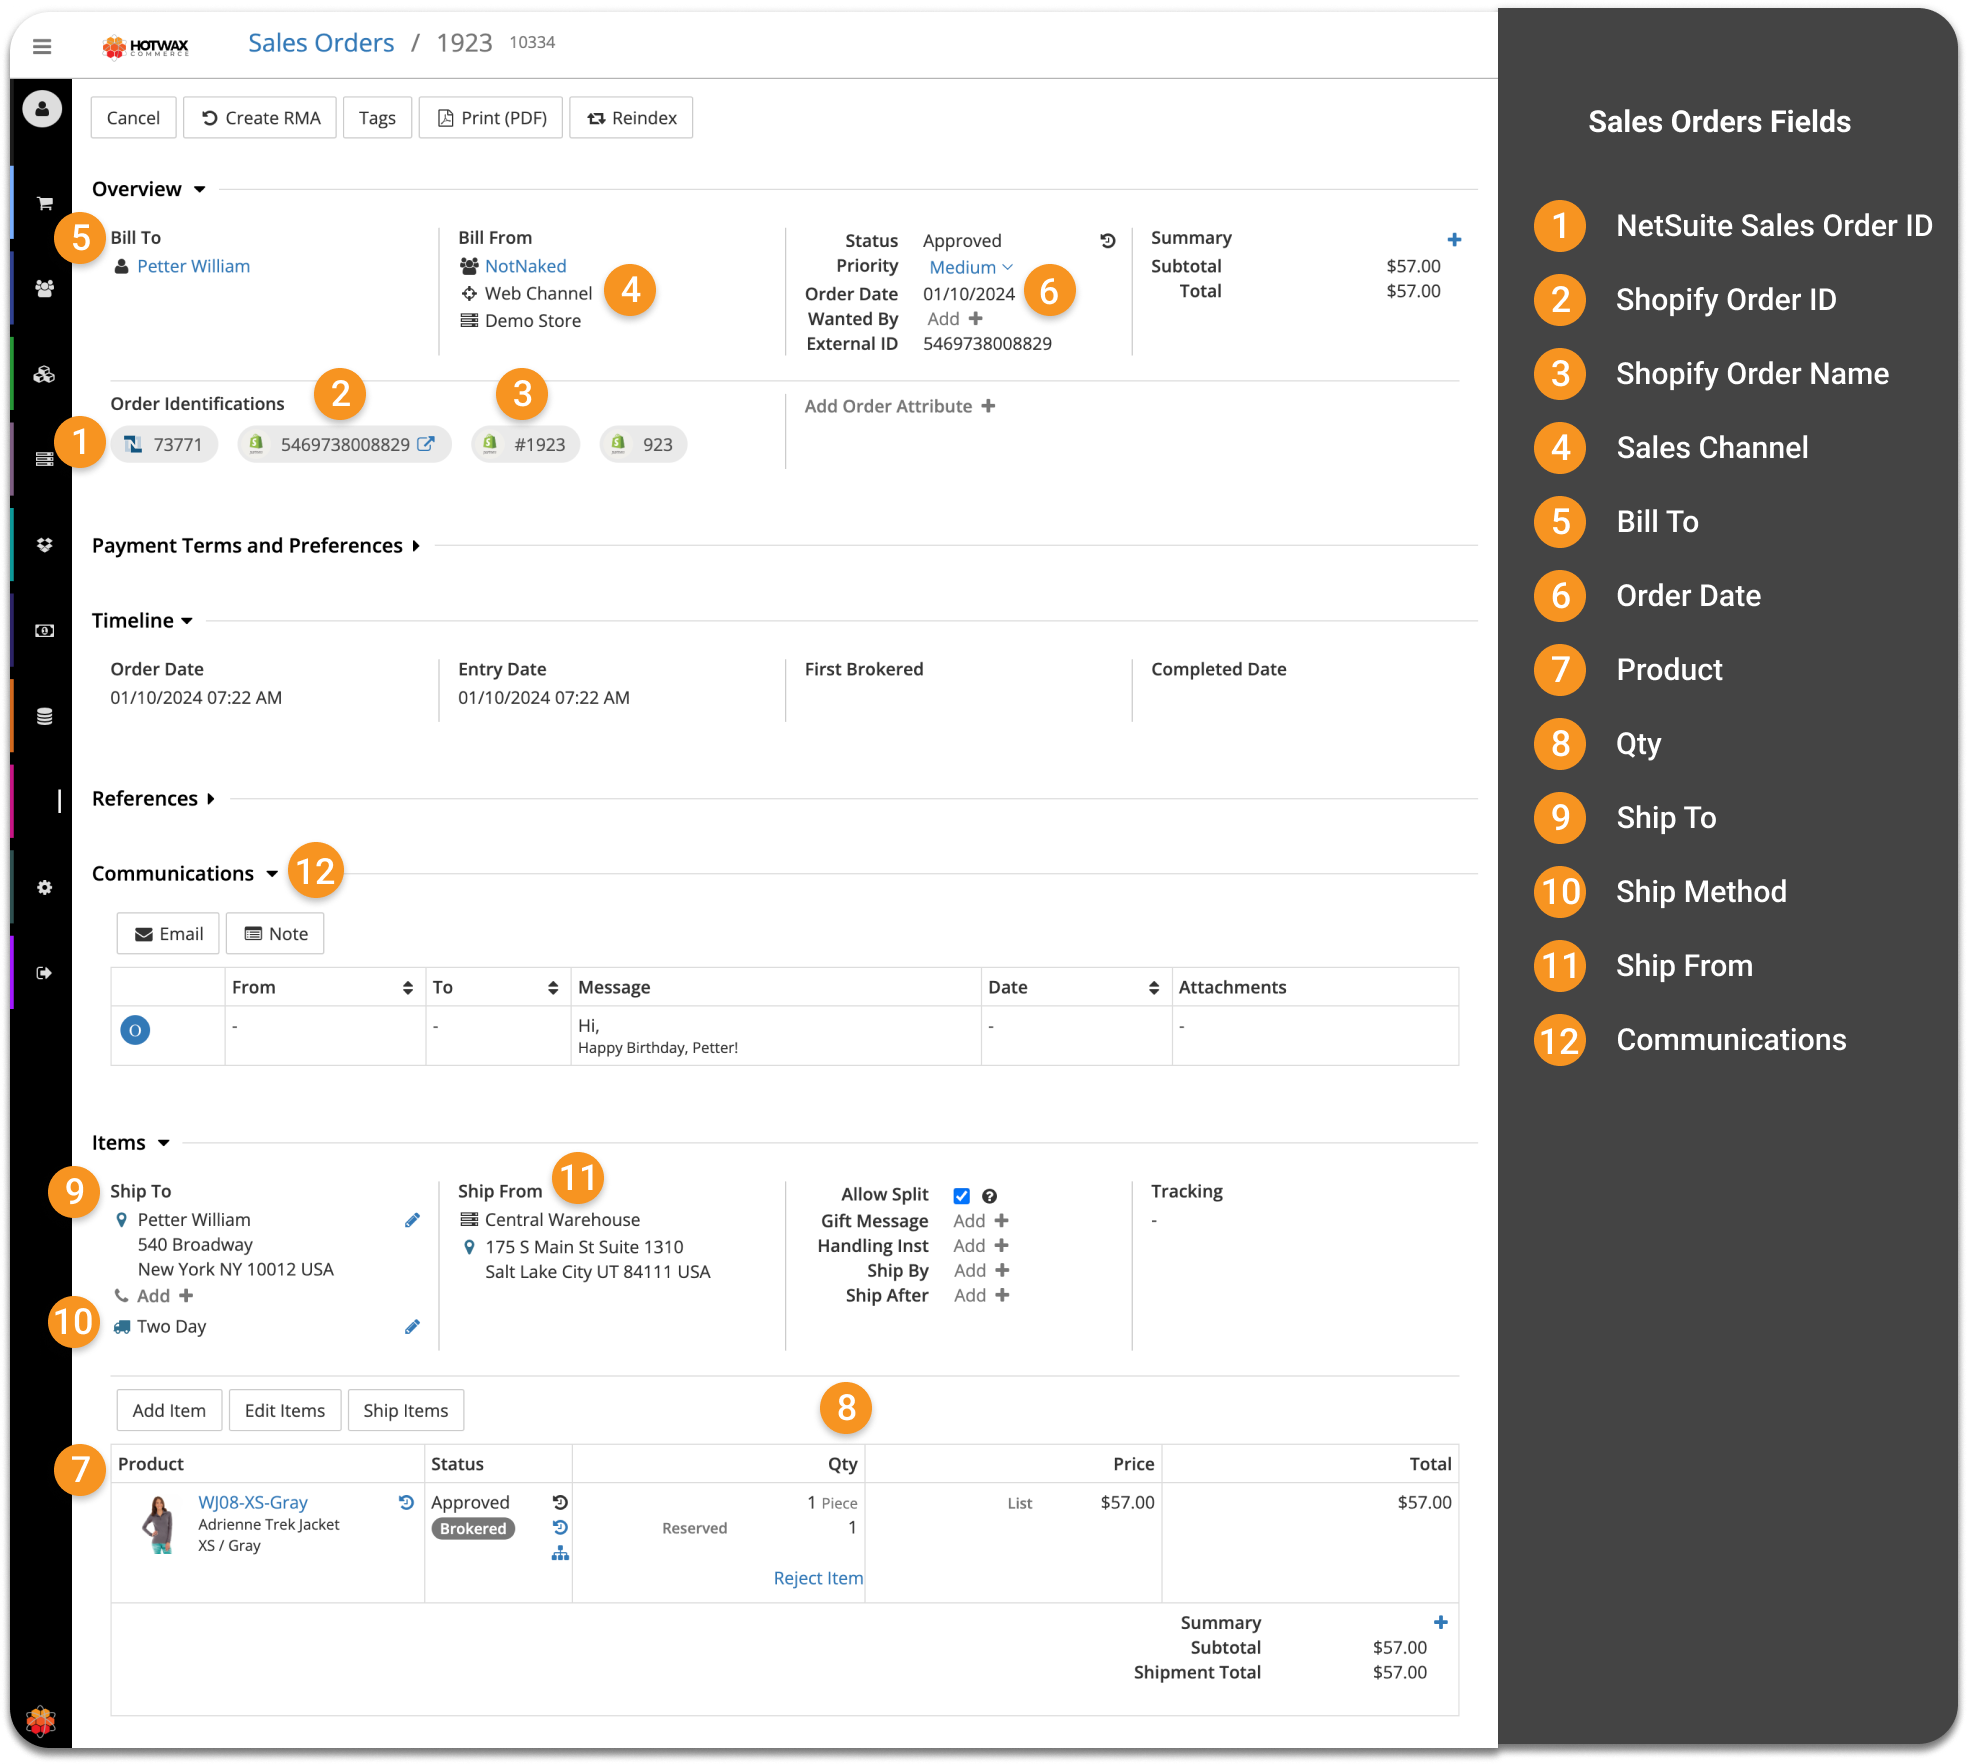 HOTWAX
COMMERCE
Sales Orders / 1923 10334
Cancel
Create RMA
Tags
Print (PDF)
Reindex
Overview
5
Bill To
Petter William
Bill From
NotNaked
Web Channel
4
Demo Store
Status Approved
Priority Medium
Order Date 01/10/2024
6
Wanted By Add
External ID 5469738008829
Summary
Subtotal $57.00
Total $57.00
Order Identifications
2
3
1
73771
5469738008829
#1923
923
Add Order Attribute
Payment Terms and Preferences
Timeline
Order Date
01/10/2024 07:22 AM
Entry Date
01/10/2024 07:22 AM
First Brokered
Completed Date
References
Communications
12
Email
Note
From To Message Date Attachments
O - - Hi, - -
Happy Birthday, Petter!
Items
9
Ship To
Petter William
540 Broadway
New York NY 10012 USA
Add
10
Two Day
Ship From
11
Central Warehouse
175 S Main St Suite 1310
Salt Lake City UT 84111 USA
Allow Split ?
Gift Message Add
Handling Inst Add
Ship By Add
Ship After Add
Tracking
-
Add Item
Edit Items
Ship Items
8
7
Product Status Qty Price Total
WJ08-XS-Gray Approved 1 Piece List $57.00 $57.00
Adrienne Trek Jacket Brokered Reserved 1
XS / Gray
Reject Item
Summary
Subtotal $57.00
Shipment Total $57.00
Sales Orders Fields
1 NetSuite Sales Order ID
2 Shopify Order ID
3 Shopify Order Name
4 Sales Channel
5 Bill To
6 Order Date
7 Product
8 Qty
9 Ship To
10 Ship Method
11 Ship From
12 Communications